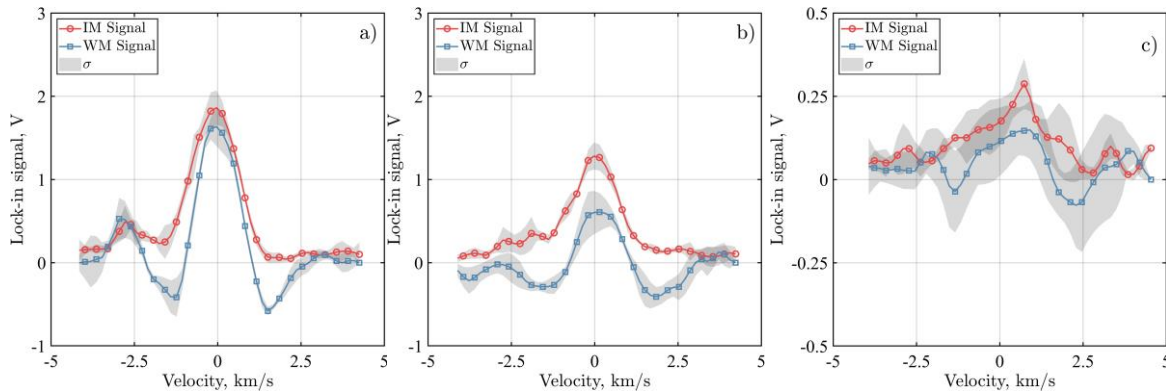 3
2
1
0
-1
-5
-2.5
0
2.5
5
Velocity, km/s
Lock-in signal, V
IM Signal
WM Signal
σ
a)
3
2
1
0
-1
-5
-2.5
0
2.5
5
Velocity, km/s
Lock-in signal, V
IM Signal
WM Signal
σ
b)
0.5
0.25
0
-0.25
-0.5
-5
-2.5
0
2.5
5
Velocity, km/s
Lock-in signal, V
IM Signal
WM Signal
σ
c)